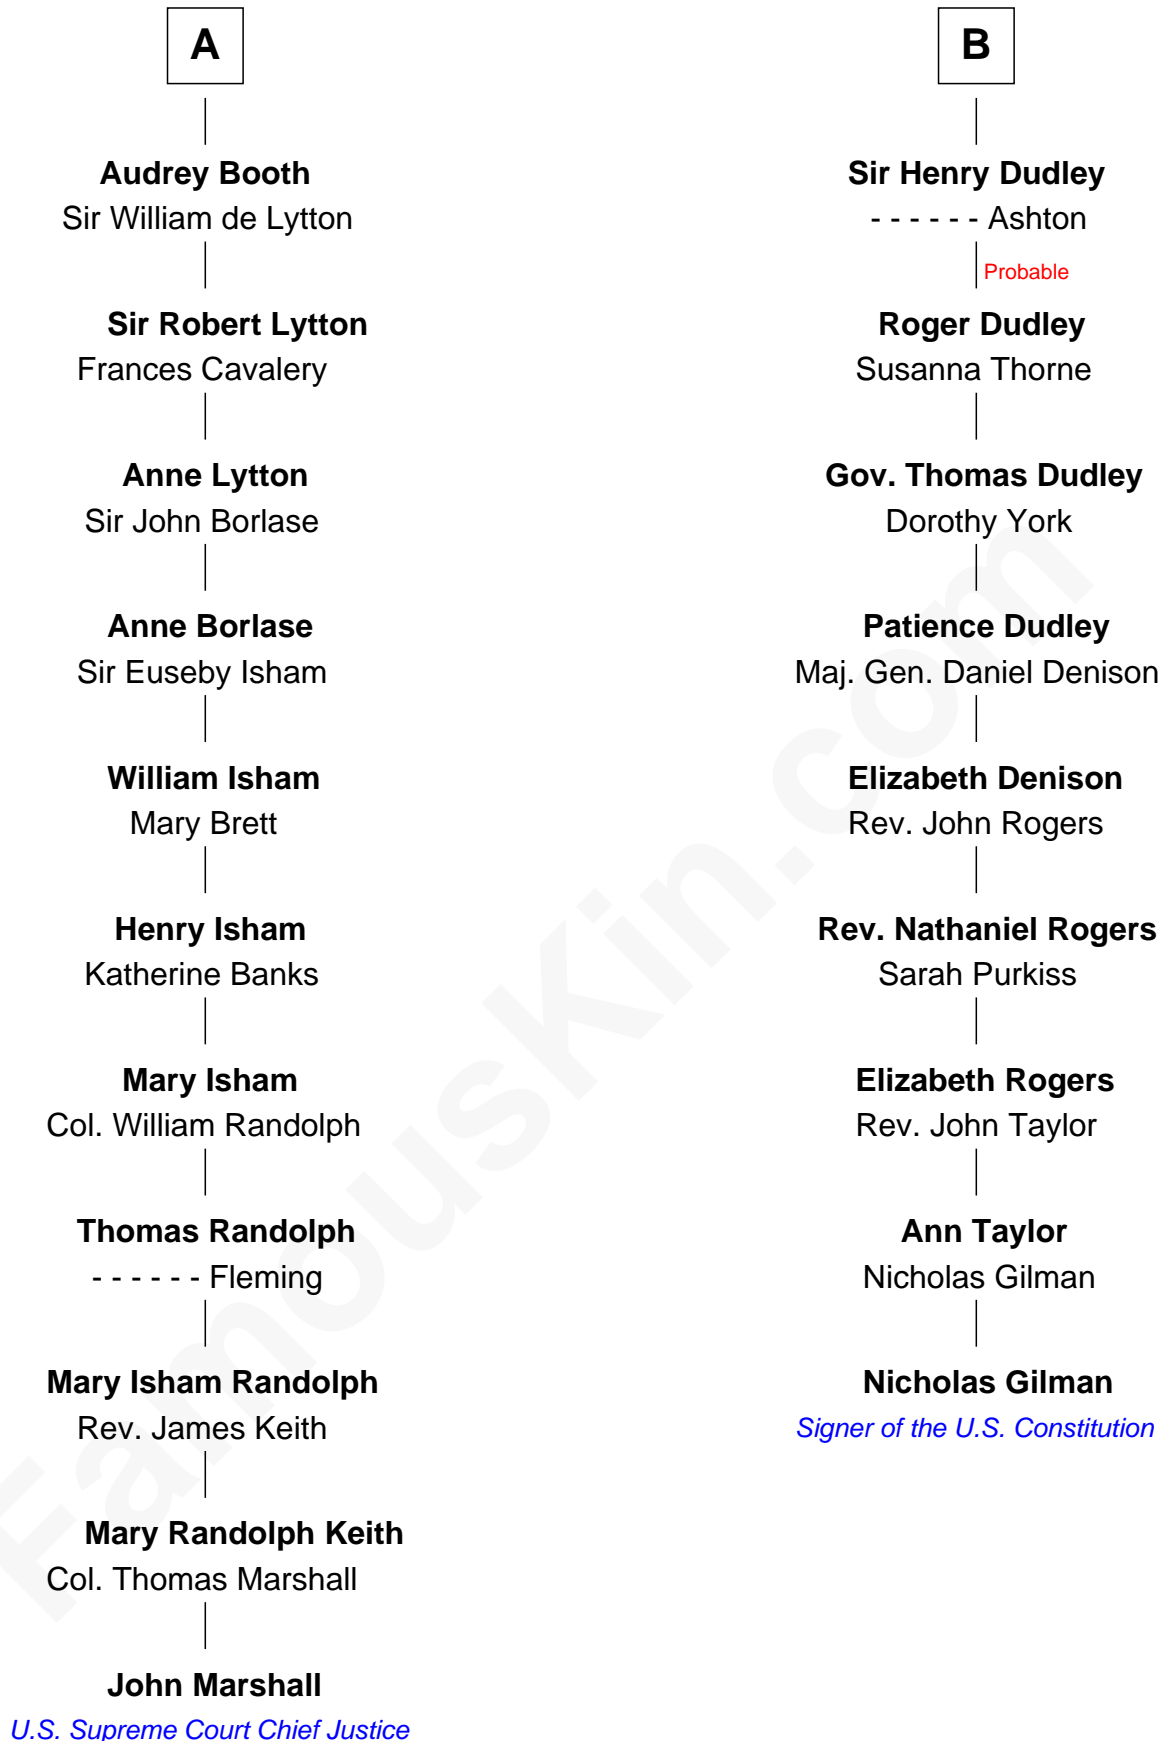 A
Audrey Booth
Sir William de Lytton
Sir Robert Lytton
Frances Cavalery
Anne Lytton
Sir John Borlase
Anne Borlase
Sir Euseby Isham
William Isham
Mary Brett
Henry Isham
Katherine Banks
Mary Isham
Col. William Randolph
Thomas Randolph
- - - - - - Fleming
Mary Isham Randolph
Rev. James Keith
Mary Randolph Keith
Col. Thomas Marshall
John Marshall
U.S. Supreme Court Chief Justice
B
Sir Henry Dudley
- - - - - - Ashton
Probable
Roger Dudley
Susanna Thorne
Gov. Thomas Dudley
Dorothy York
Patience Dudley
Maj. Gen. Daniel Denison
Elizabeth Denison
Rev. John Rogers
Rev. Nathaniel Rogers
Sarah Purkiss
Elizabeth Rogers
Rev. John Taylor
Ann Taylor
Nicholas Gilman
Nicholas Gilman
Signer of the U.S. Constitution
FamousKin.com